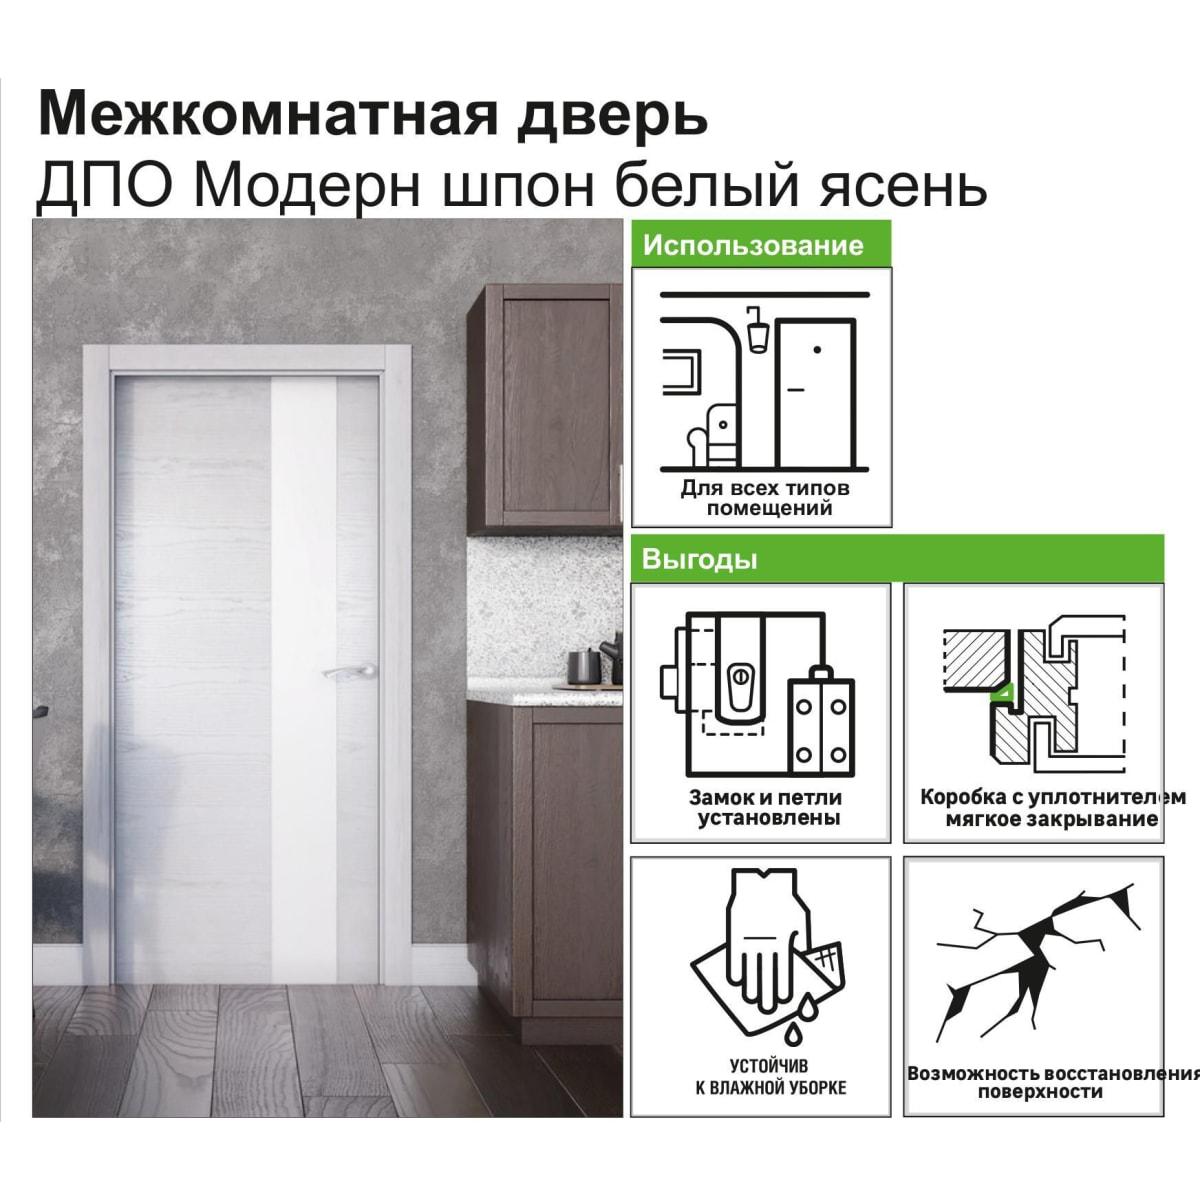 Межкомнатная дверь
ДПО Модерн шпон белый ясень
Использование
Для всех типов
помещений
Выгоды
Замок и петли
установлены
Коробка с уплотнителем
мягкое закрывание
УСТОЙЧИВ
К ВЛАЖНОЙ УБОРКЕ
Возможность восстановления
поверхности